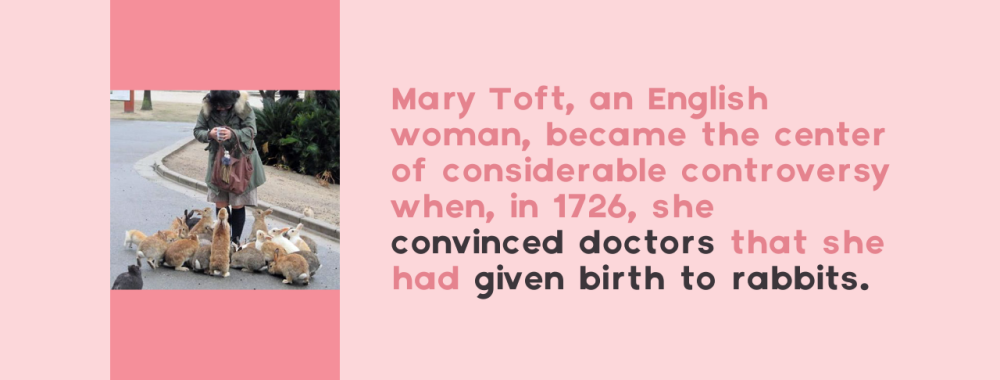 Mary Toft, an English
woman, became the center
of considerable controversy
when, in 1726, she
convinced doctors that she
had given birth to rabbits.